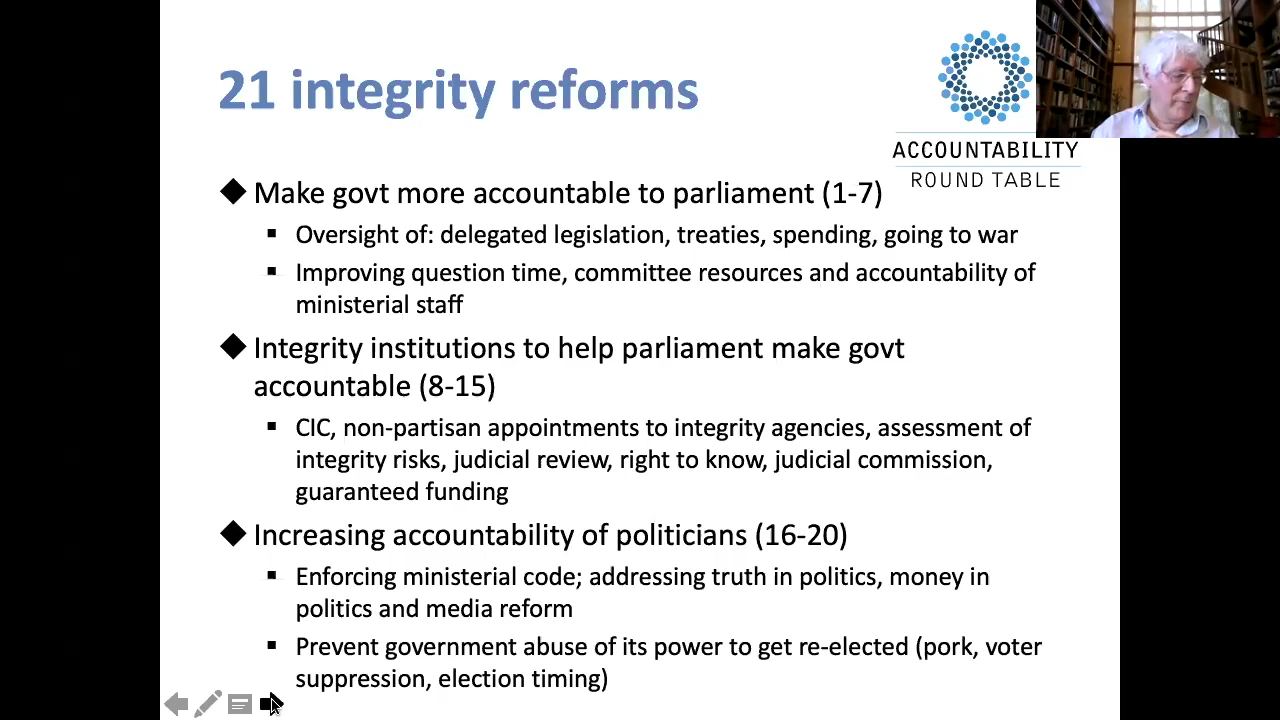 21 integrity reforms
ACCOUNTABILITY
ROUND TABLE
Make govt more accountable to parliament (1-7)
Oversight of: delegated legislation, treaties, spending, going to war
Improving question time, committee resources and accountability of
ministerial staff
Integrity institutions to help parliament make govt
accountable (8-15)
CIC, non-partisan appointments to integrity agencies, assessment of
integrity risks, judicial review, right to know, judicial commission,
guaranteed funding
Increasing accountability of politicians (16-20)
Enforcing ministerial code; addressing truth in politics, money in
politics and media reform
Prevent government abuse of its power to get re-elected (pork, voter
suppression, election timing)